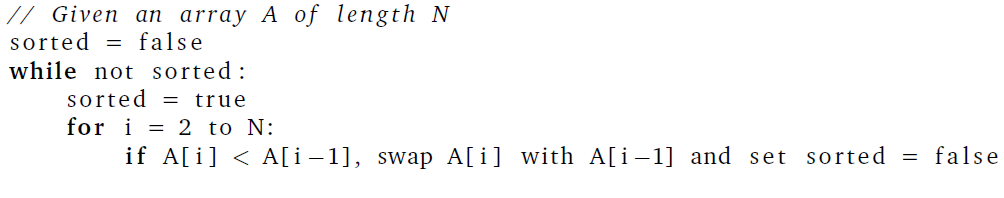 // Given an array A of length N
sorted = false
while not sorted:
    sorted = true
    for i = 2 to N:
        if A[i] < A[i−1], swap A[i] with A[i−1] and set sorted = false